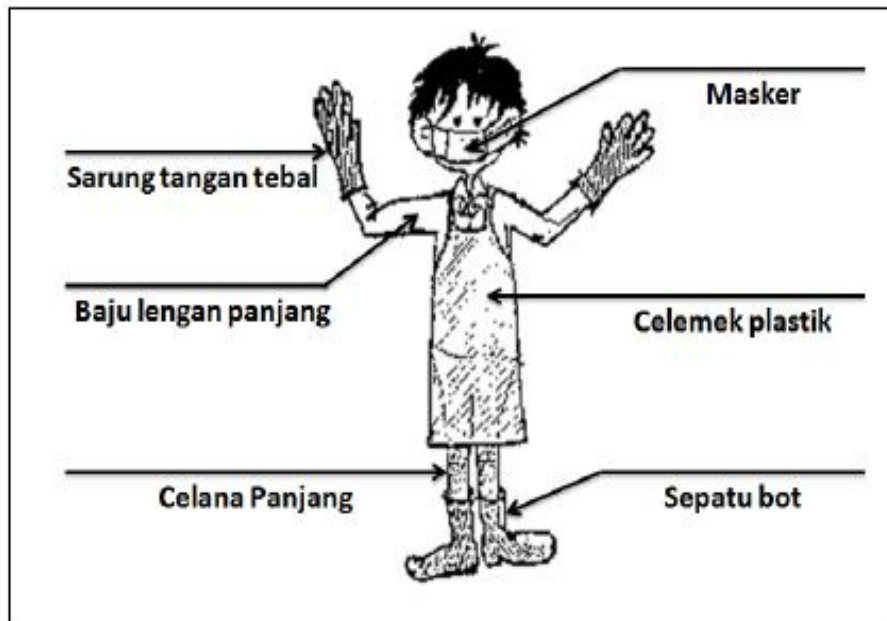 Masker
Sarung tangan tebal
Baju lengan panjang
Celemek plastik
Celana Panjang
Sepatu bot